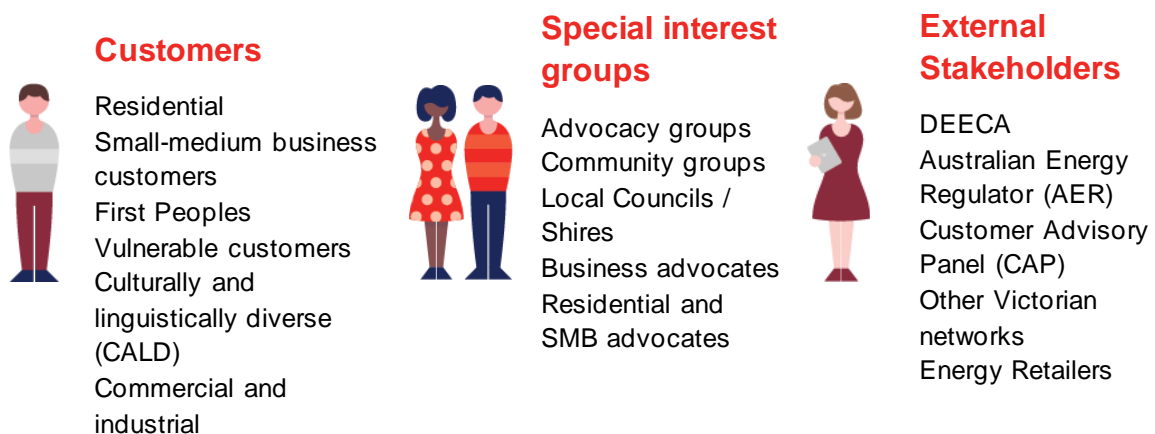 Customers
Residential
Small-medium business
customers
First Peoples
Vulnerable customers
Culturally and
linguistically diverse
(CALD)
Commercial and
industrial
Special interest
groups
Advocacy groups
Community groups
Local Councils /
Shires
Business advocates
Residential and
SMB advocates
External
Stakeholders
DEECA
Australian Energy
Regulator (AER)
Customer Advisory
Panel (CAP)
Other Victorian
networks
Energy Retailers